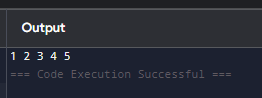 Output
1 2 3 4 5
=== Code Execution Successful ===